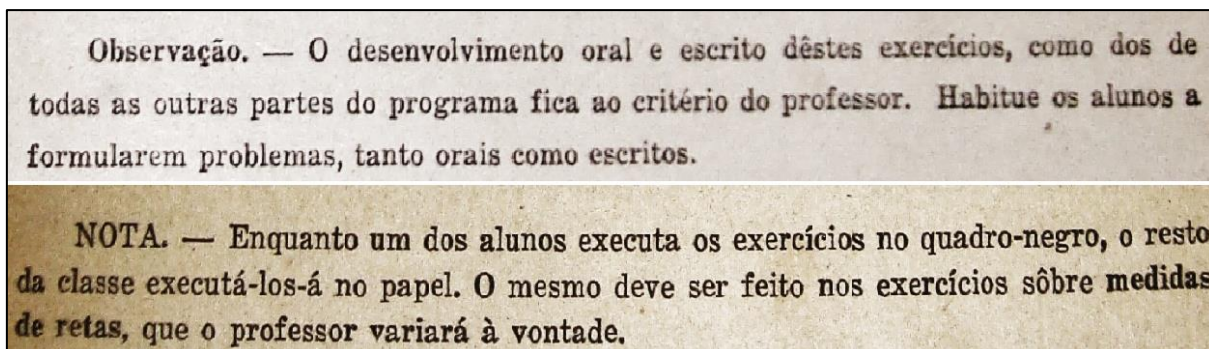 Observação. — O desenvolvimento oral e escrito dêstes exercícios, como dos de
todas as outras partes do programa fica ao critério do professor. Habitue os alunos a
formularem problemas, tanto orais como escritos.
NOTA. — Enquanto um dos alunos executa os exercícios no quadro-negro, o resto
da classe executá-los-á no papel. O mesmo deve ser feito nos exercícios sôbre medidas
de retas, que o professor variará à vontade.